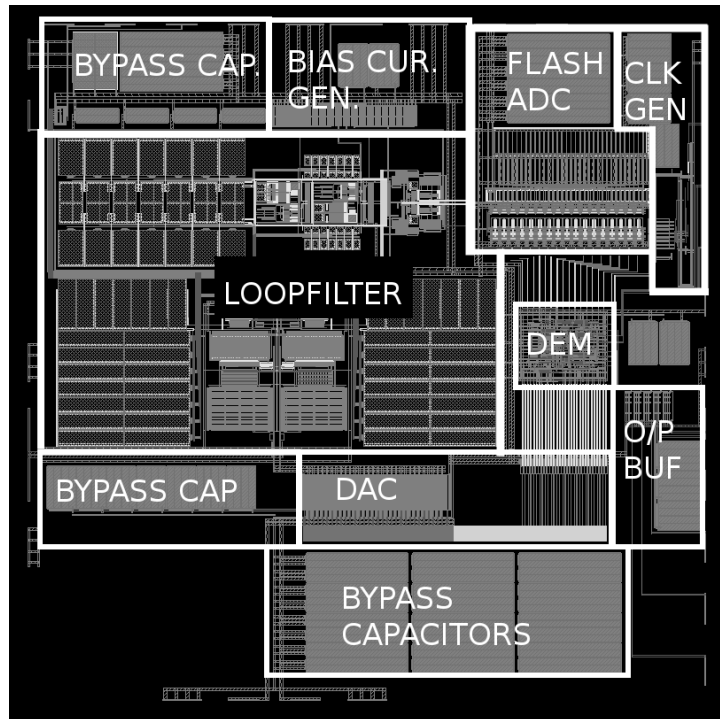 BYPASS CAP.
BIAS CUR.
GEN.
FLASH
ADC
CLK
GEN
LOOPFILTER
DEM
O/P
BUF
BYPASS CAP
DAC
BYPASS
CAPACITORS